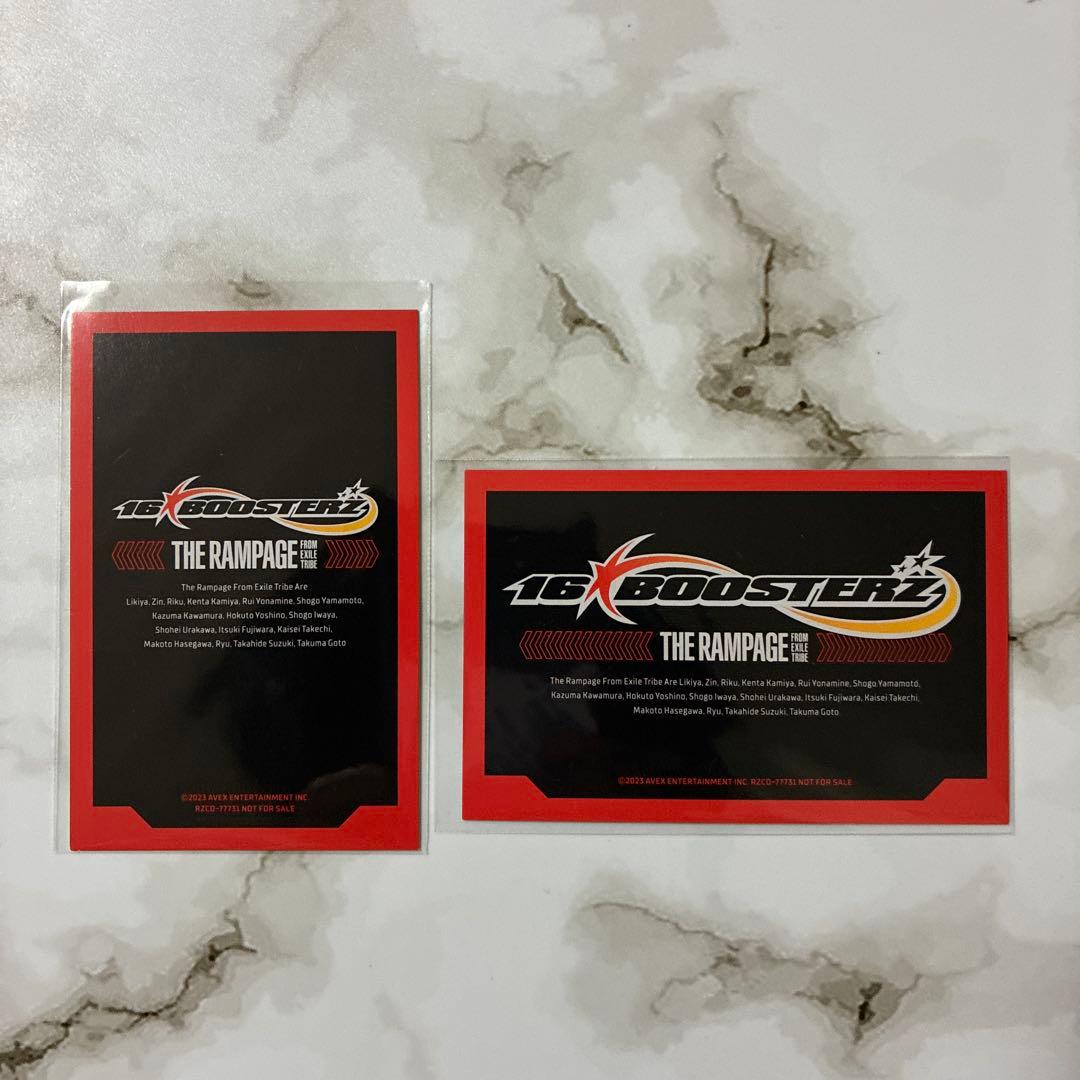 16 BOOSTERZ
THE RAMPAGE FROM EXILE TRIBE
The Rampage From Exile Tribe Are
Likiya, Zin, Riku, Kenta Kamiya, Rui Yonamine, Shogo Yamamoto,
Kazuma Kawamura, Hokuto Yoshino, Shogo Iwaya,
Shohei Urakawa, Itsuki Fujiwara, Kaisei Takechi,
Makoto Hasegawa, Ryu, Takahide Suzuki, Takuma Goto
©2023 AVEX ENTERTAINMENT INC.
RZCD-77731 NOT FOR SALE
16 BOOSTERZ
THE RAMPAGE FROM EXILE TRIBE
The Rampage From Exile Tribe Are Likiya, Zin, Riku, Kenta Kamiya, Rui Yonamine, Shogo Yamamoto,
Kazuma Kawamura, Hokuto Yoshino, Shogo Iwaya, Shohei Urakawa, Itsuki Fujiwara, Kaisei Takechi,
Makoto Hasegawa, Ryu, Takahide Suzuki, Takuma Goto
©2023 AVEX ENTERTAINMENT INC. RZCD-77731 NOT FOR SALE